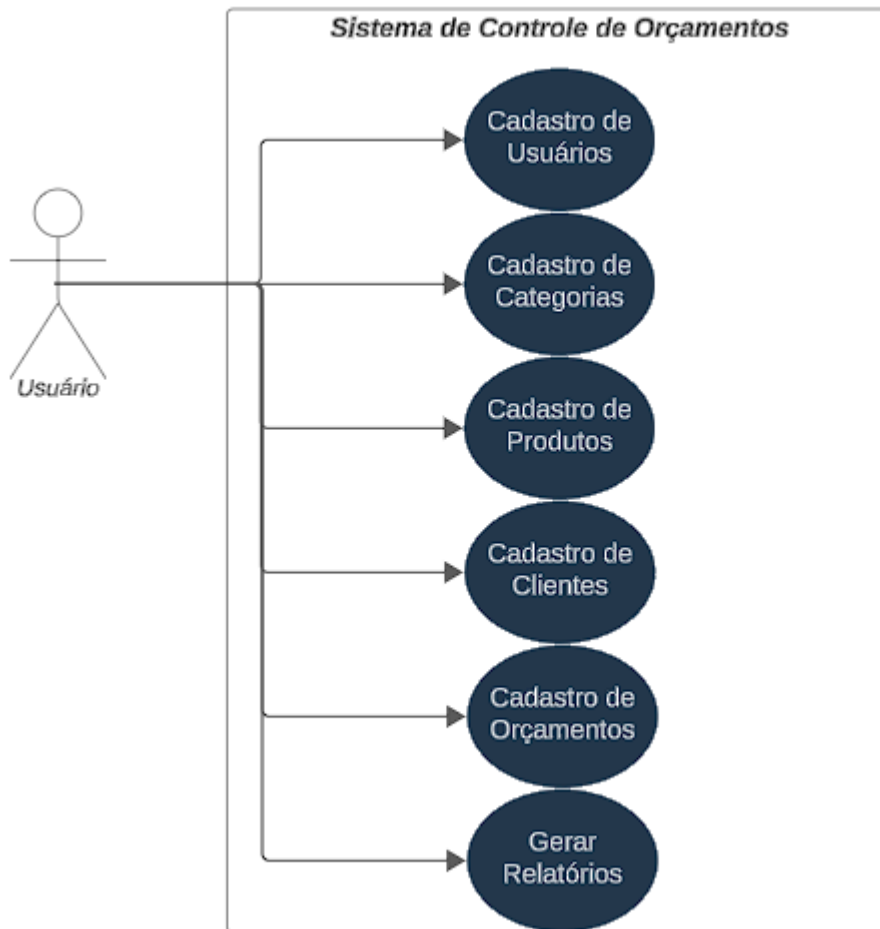 Sistema de Controle de Orçamentos
Cadastro de
Usuários
Cadastro de
Categorias
Usuário
Cadastro de
Produtos
Cadastro de
Clientes
Cadastro de
Orçamentos
Gerar
Relatórios